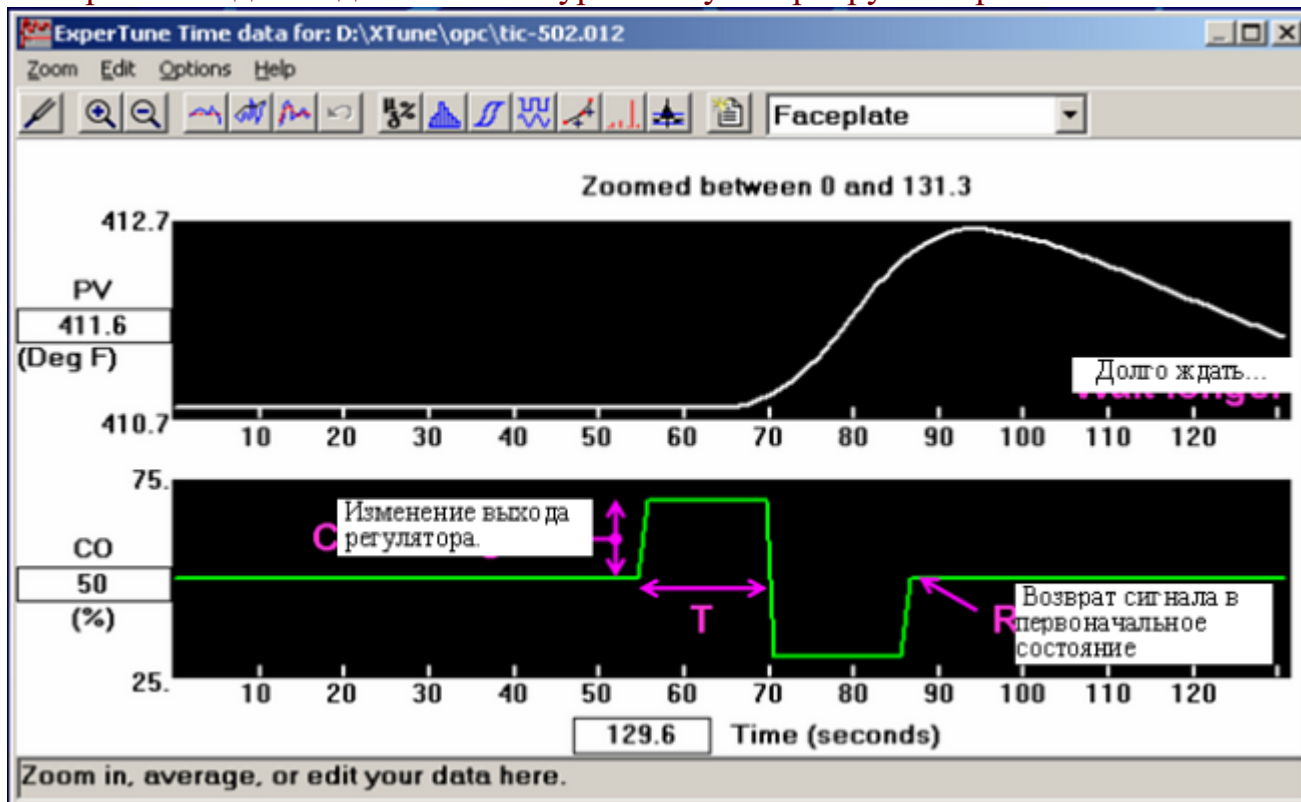 ExperTune Time data for: D:\XTune\opc\tic-502.012
Zoom Edit Options Help
Faceplate
Zoomed between 0 and 131.3
412.7
PV
411.6
(Deg F)
410.7
Долго ждать...
10 20 30 40 50 60 70 80 90 100 110 120
75.
CO
50
(%)
25.
Изменение выхода
регулятора.
T
Возврат сигнала в
первоначальное
состояние
10 20 30 40 50 60 70 80 90 100 110 120
129.6 Time (seconds)
Zoom in, average, or edit your data here.